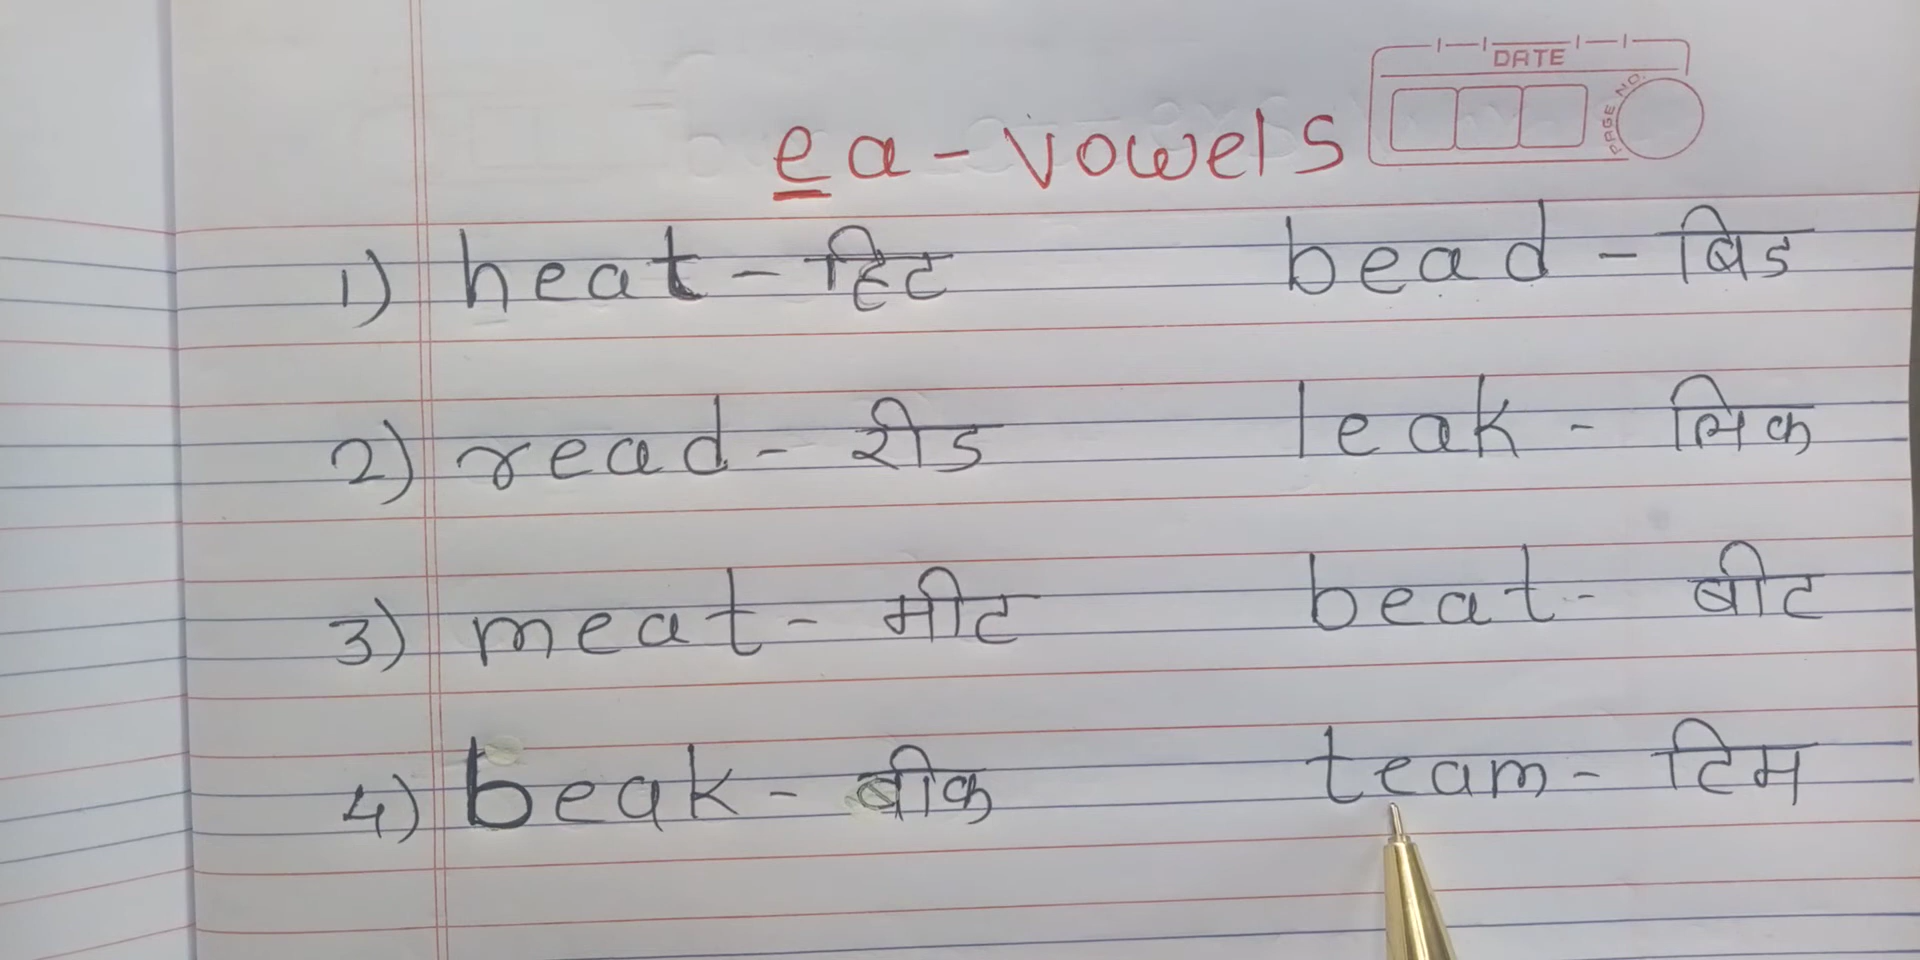 DATE
PAGE NO.
ea - vowels
1) heat - हिट bead - बिड
2) read - रीड leak - लिक
3) meat - मीट beat - बीट
4) beak - बीक team - टिम